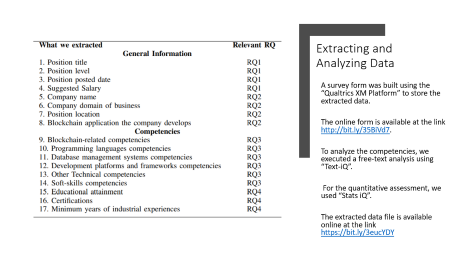 What we extracted Relevant RQ
General Information
1. Position title RQ1
2. Position level RQ1
3. Position posted date RQ1
4. Suggested Salary RQ1
5. Company name RQ2
6. Company domain of business RQ2
7. Position location RQ2
8. Blockchain application the company develops RQ2
Competencies
9. Blockchain-related competencies RQ3
10. Programming languages competencies RQ3
11. Database management systems competencies RQ3
12. Development platforms and frameworks competencies RQ3
13. Other Technical competencies RQ3
14. Soft-skills competencies RQ3
15. Educational attainment RQ4
16. Certifications RQ4
17. Minimum years of industrial experiences RQ4
Extracting and
Analyzing Data
A survey form was built using the
"Qualtrics XM Platform" to store the
extracted data.
The online form is available at the link
http://bit.ly/35BiVd7.
To analyze the competencies, we
executed a free-text analysis using
"Text-iQ".
For the quantitative assessment, we
used "Stats iQ".
The extracted data file is available
online at the link
https://bit.ly/3eucYDY